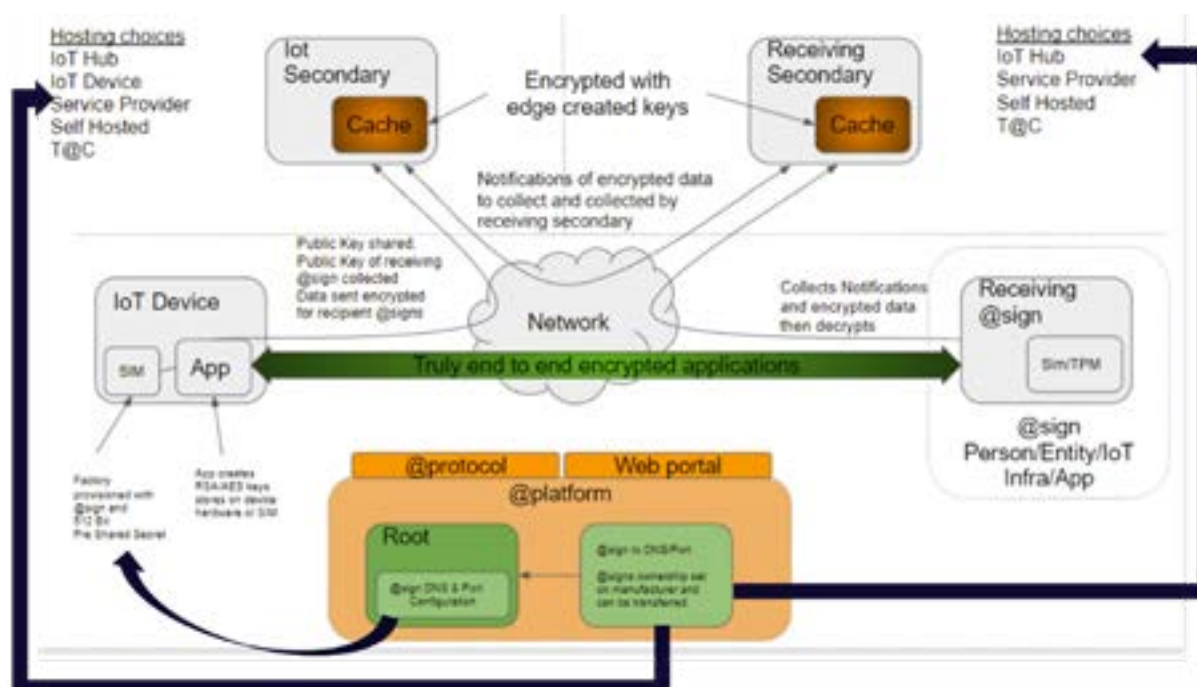 Hosting choices
IoT Hub
IoT Device
Service Provider
Self Hosted
T@C
Iot
Secondary
Cache
Encrypted with
edge created keys
Receiving
Secondary
Cache
Hosting choices
IoT Hub
Service Provider
Self Hosted
T@C
Notifications of encrypted data
to collect and collected by
receiving secondary
Public Key shared.
Public Key of receiving
@sign collected
Data sent encrypted
for recipient @signs
IoT Device
SIM
App
Network
Truly end to end encrypted applications
Collects Notifications
and encrypted data
then decrypts
Receiving
@sign
Sim/TPM
@sign
Person/Entity/IoT
Infra/App
Factory
provisioned with
@sign and
512 Bit
Pre Shared Secret
App creates
RSA/AES keys
stores on device
hardware or SIM
@protocol
Web portal
@platform
Root
@sign DNS & Port
Configuration
@sign to DNS/Port
@signs ownership set
on manufacturer and
can be transferred